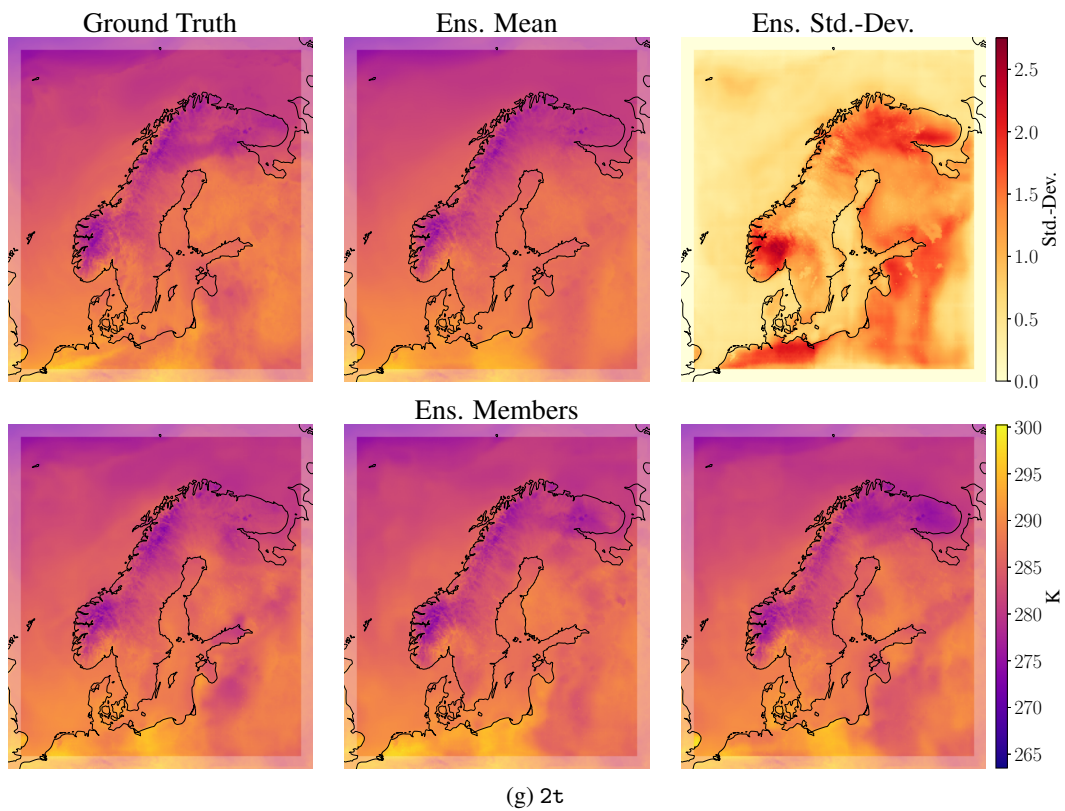 Ground Truth
Ens. Mean
Ens. Std.-Dev.
2.5
2.0
1.5
1.0
0.5
0.0
Std.-Dev.
Ens. Members
300
295
290
285
280
275
270
265
K
(g) 2t